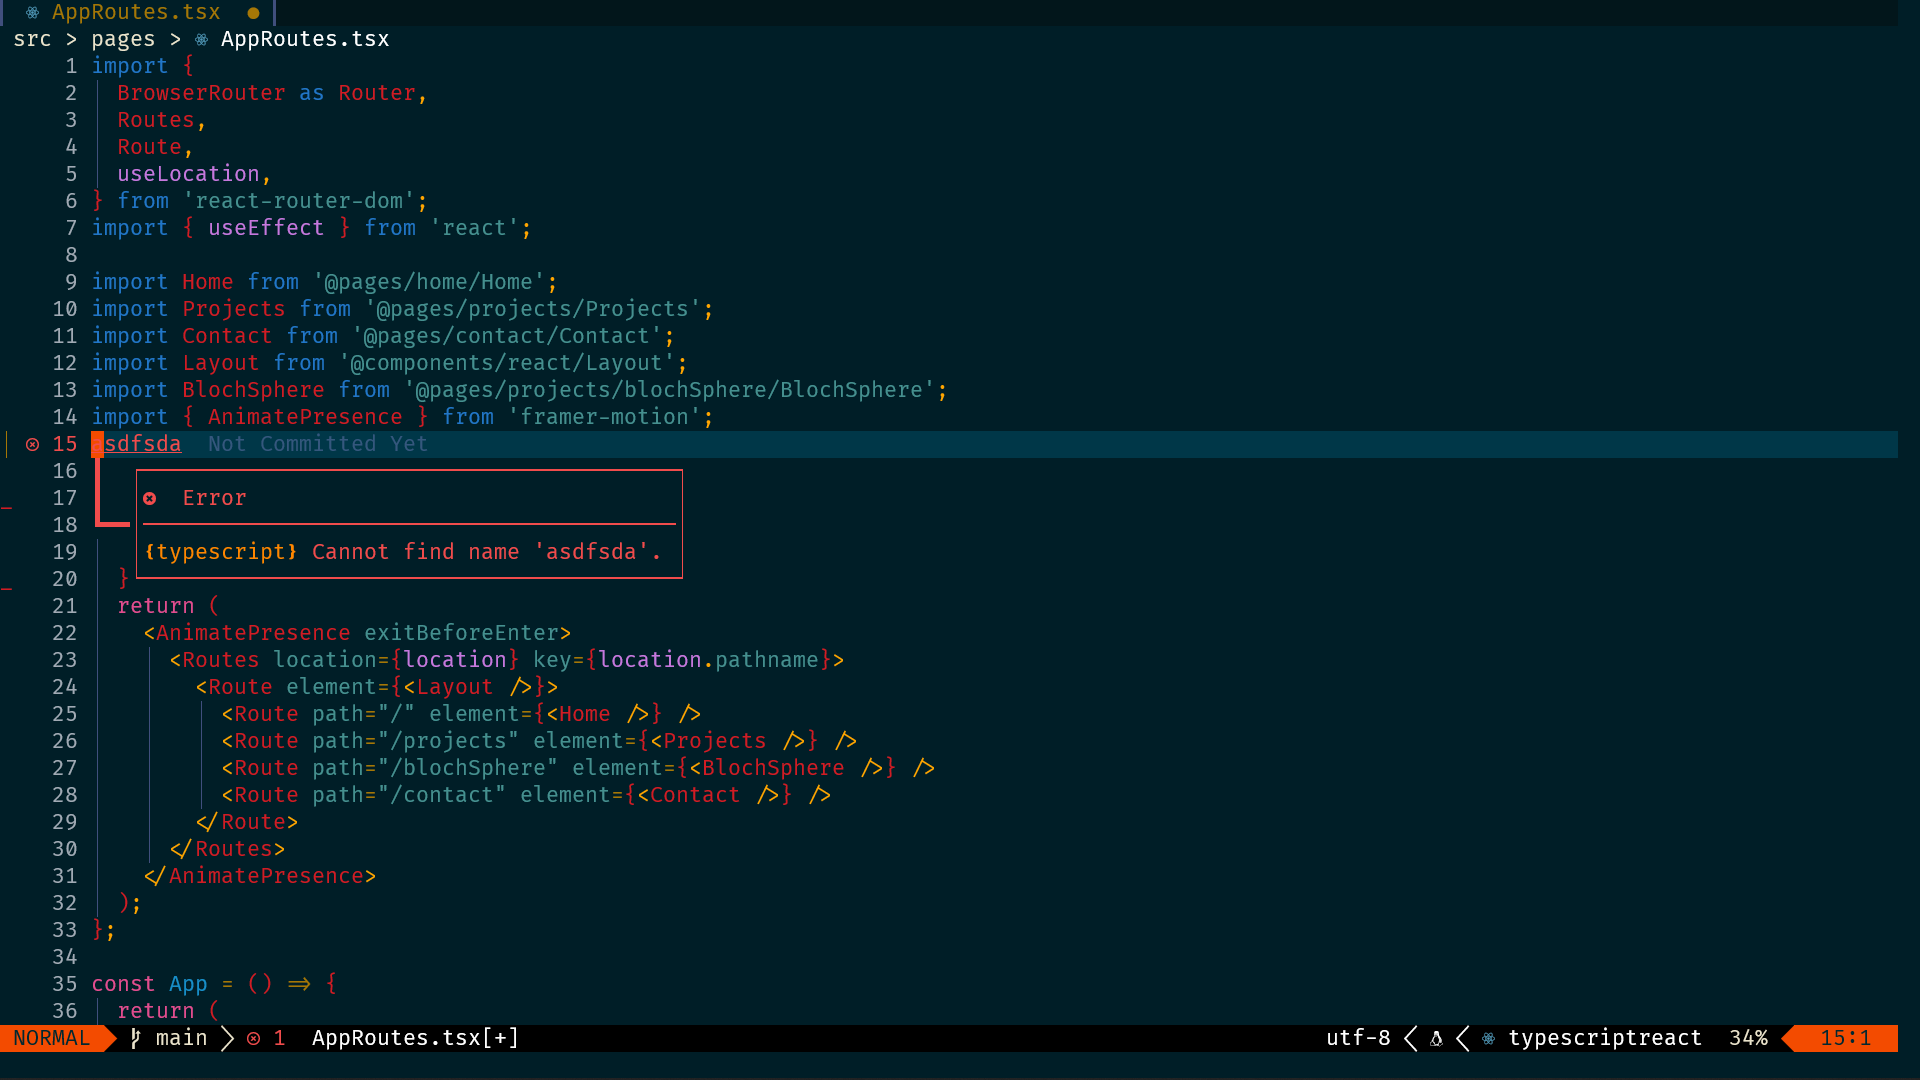 AppRoutes.tsx ●
src > pages > AppRoutes.tsx
1 import {
2   BrowserRouter as Router,
3   Routes,
4   Route,
5   useLocation,
6 } from 'react-router-dom';
7 import { useEffect } from 'react';
8
9 import Home from '@pages/home/Home';
10 import Projects from '@pages/projects/Projects';
11 import Contact from '@pages/contact/Contact';
12 import Layout from '@components/react/Layout';
13 import BlochSphere from '@pages/projects/blochSphere/BlochSphere';
14 import { AnimatePresence } from 'framer-motion';
15 asdfsda  Not Committed Yet
16
17 Error
18
19 {typescript} Cannot find name 'asdfsda'.
20   }
21   return (
22     <AnimatePresence exitBeforeEnter>
23       <Routes location={location} key={location.pathname}>
24         <Route element={<Layout />}>
25           <Route path="/" element={<Home />} />
26           <Route path="/projects" element={<Projects />} />
27           <Route path="/blochSphere" element={<BlochSphere />} />
28           <Route path="/contact" element={<Contact />} />
29         </Route>
30       </Routes>
31     </AnimatePresence>
32   );
33 };
34
35 const App = () => {
36   return (
NORMAL main 1 AppRoutes.tsx[+] utf-8 typescriptreact 34% 15:1